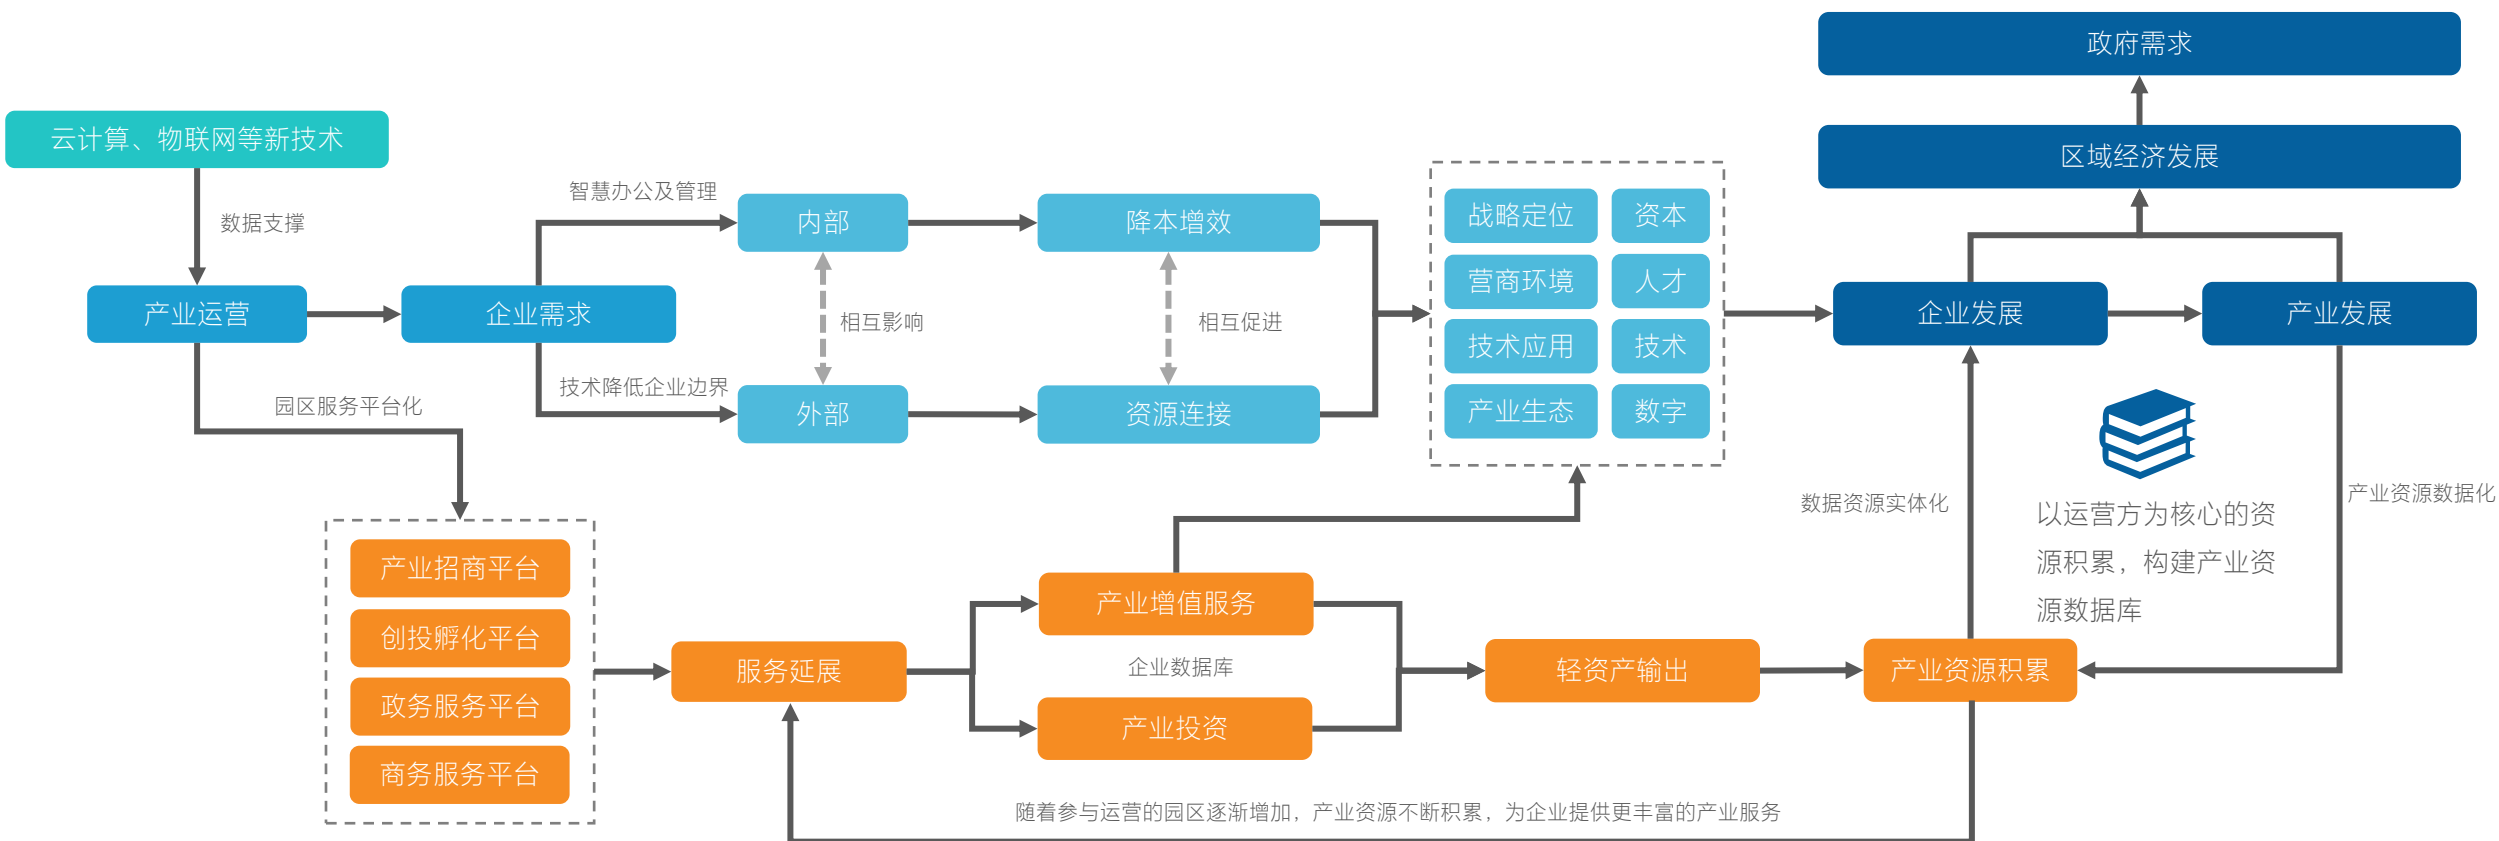 政府需求
区域经济发展
云计算、物联网等新技术
数据支撑
智慧办公及管理
内部
降本增效
战略定位
资本
营商环境
人才
技术应用
技术
产业生态
数字
产业运营
企业需求
相互影响
相互促进
企业发展
产业发展
技术降低企业边界
外部
资源连接
园区服务平台化
数据资源实体化
产业资源数据化
以运营方为核心的资
源积累，构建产业资
源数据库
产业招商平台
创投孵化平台
政务服务平台
商务服务平台
服务延展
产业增值服务
企业数据库
产业投资
轻资产输出
产业资源积累
随着参与运营的园区逐渐增加，产业资源不断积累，为企业提供更丰富的产业服务